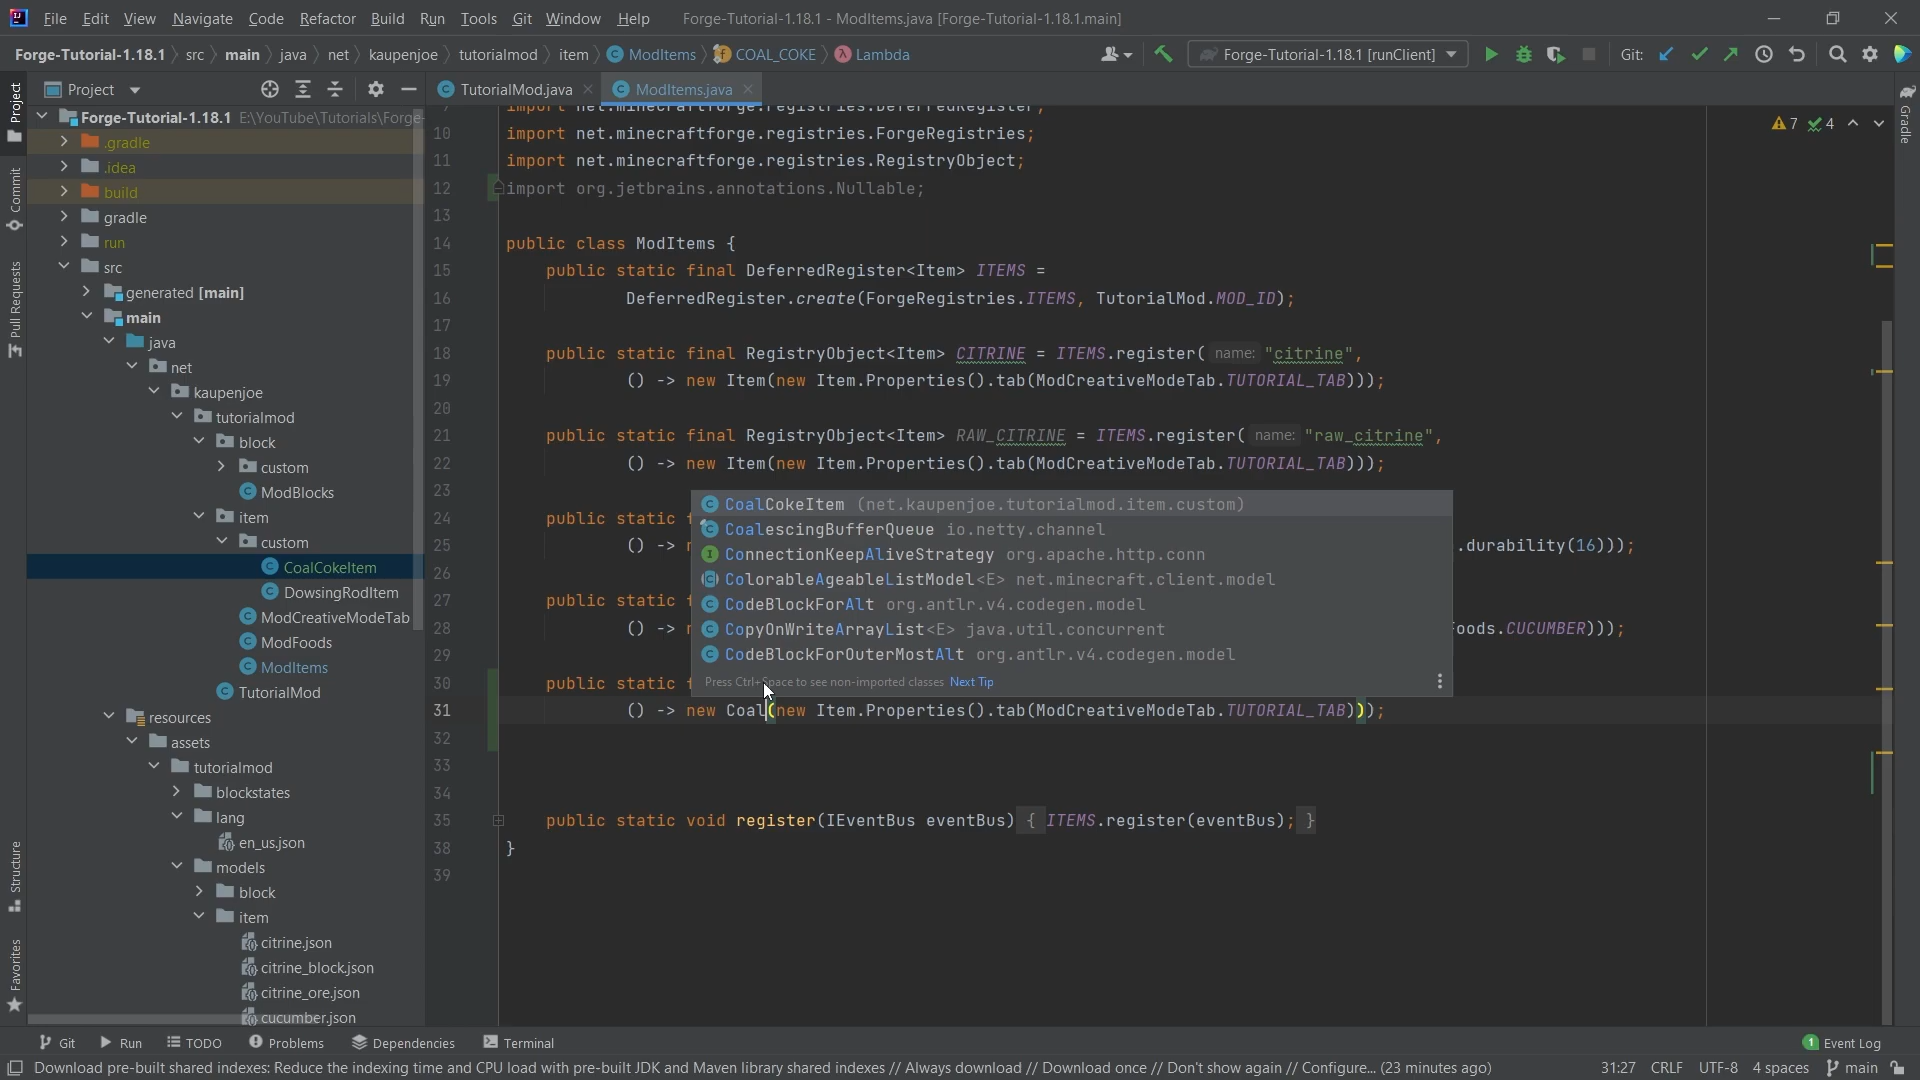 File Edit View Navigate Code Refactor Build Run Tools Git Window Help Forge-Tutorial-1.18.1 - ModItems.java [Forge-Tutorial-1.18.1.main]
Forge-Tutorial-1.18.1 src main java net kaupenjoe tutorialmod item ModItems COAL_COKE Lambda Forge-Tutorial-1.18.1 [runClient] Git:
Project TutorialMod.java ModItems.java
Project
Commit
Pull Requests
Structure
Favorites
Gradle
Forge-Tutorial-1.18.1 E:\YouTube\Tutorials\Forge-
.gradle
.idea
build
gradle
run
src
generated [main]
main
java
net
kaupenjoe
tutorialmod
block
custom
ModBlocks
item
custom
CoalCokeItem
DowsingRodItem
ModCreativeModeTab
ModFoods
ModItems
TutorialMod
resources
assets
tutorialmod
blockstates
lang
en_us.json
models
block
item
citrine.json
citrine_block.json
citrine_ore.json
cucumber.json
7 4
import net.minecraftforge.registries.DeferredRegister;
10 import net.minecraftforge.registries.ForgeRegistries;
11 import net.minecraftforge.registries.RegistryObject;
12 import org.jetbrains.annotations.Nullable;
13
14 public class ModItems {
15 public static final DeferredRegister<Item> ITEMS =
16 DeferredRegister.create(ForgeRegistries.ITEMS, TutorialMod.MOD_ID);
17
18 public static final RegistryObject<Item> CITRINE = ITEMS.register( name: "citrine",
19 () -> new Item(new Item.Properties().tab(ModCreativeModeTab.TUTORIAL_TAB)));
20
21 public static final RegistryObject<Item> RAW_CITRINE = ITEMS.register( name: "raw_citrine",
22 () -> new Item(new Item.Properties().tab(ModCreativeModeTab.TUTORIAL_TAB)));
23
24 public static f
25 () -> n .durability(16)));
26
27 public static f
28 () -> n oods.CUCUMBER)));
29
30 public static f
31 () -> new Coal(new Item.Properties().tab(ModCreativeModeTab.TUTORIAL_TAB)));
32
33
34
35 public static void register(IEventBus eventBus) { ITEMS.register(eventBus); }
38 }
39
CoalCokeItem (net.kaupenjoe.tutorialmod.item.custom)
CoalescingBufferQueue io.netty.channel
ConnectionKeepAliveStrategy org.apache.http.conn
ColorableAgeableListModel<E> net.minecraft.client.model
CodeBlockForAlt org.antlr.v4.codegen.model
CopyOnWriteArrayList<E> java.util.concurrent
CodeBlockForOuterMostAlt org.antlr.v4.codegen.model
Press Ctrl+Space to see non-imported classes Next Tip
Git Run TODO Problems Dependencies Terminal 1 Event Log
Download pre-built shared indexes: Reduce the indexing time and CPU load with pre-built JDK and Maven library shared indexes // Always download // Download once // Don't show again // Configure... (23 minutes ago) 31:27 CRLF UTF-8 4 spaces main